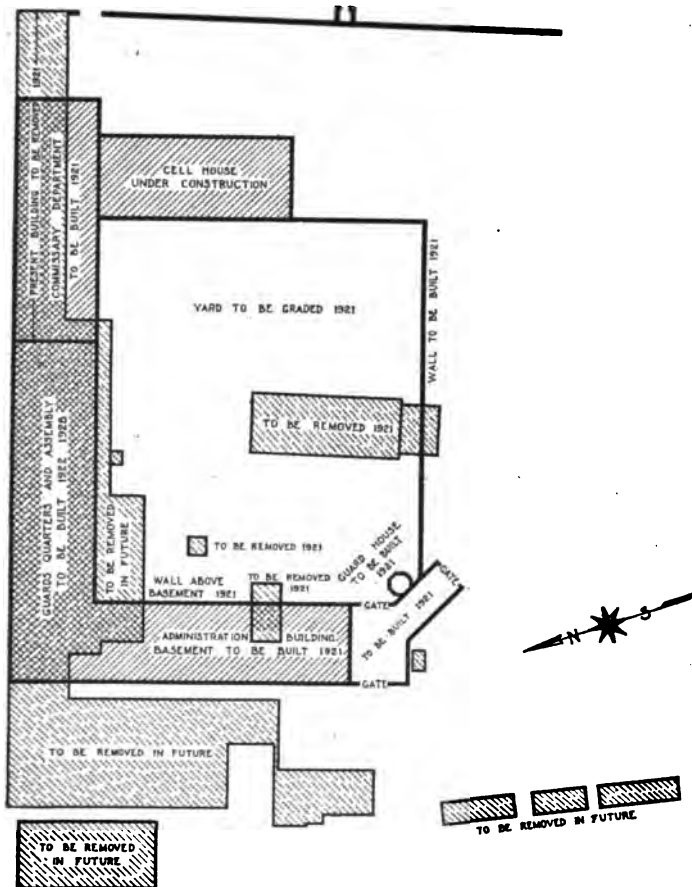 1921
PRESENT BUILDING TO BE REMOVED
COMMISSARY DEPARTMENT
TO BE BUILT 1921
CELL HOUSE
UNDER CONSTRUCTION
YARD TO BE GRADED 1921
WALL TO BE BUILT 1921
TO BE REMOVED 1921
GUARDS QUARTERS AND ASSEMBLY
TO BE BUILT 1922 1928
TO BE REMOVED
IN FUTURE
TO BE REMOVED 1921
GUARD HOUSE
TO BE BUILT
1921
WALL ABOVE
BASEMENT 1921
TO BE REMOVED
1921
GATE
GATE
TO BE BUILT 1921
ADMINISTRATION BUILDING
BASEMENT TO BE BUILT 1921
GATE
N S
TO BE REMOVED IN FUTURE
TO BE REMOVED IN FUTURE
TO BE REMOVED
IN FUTURE